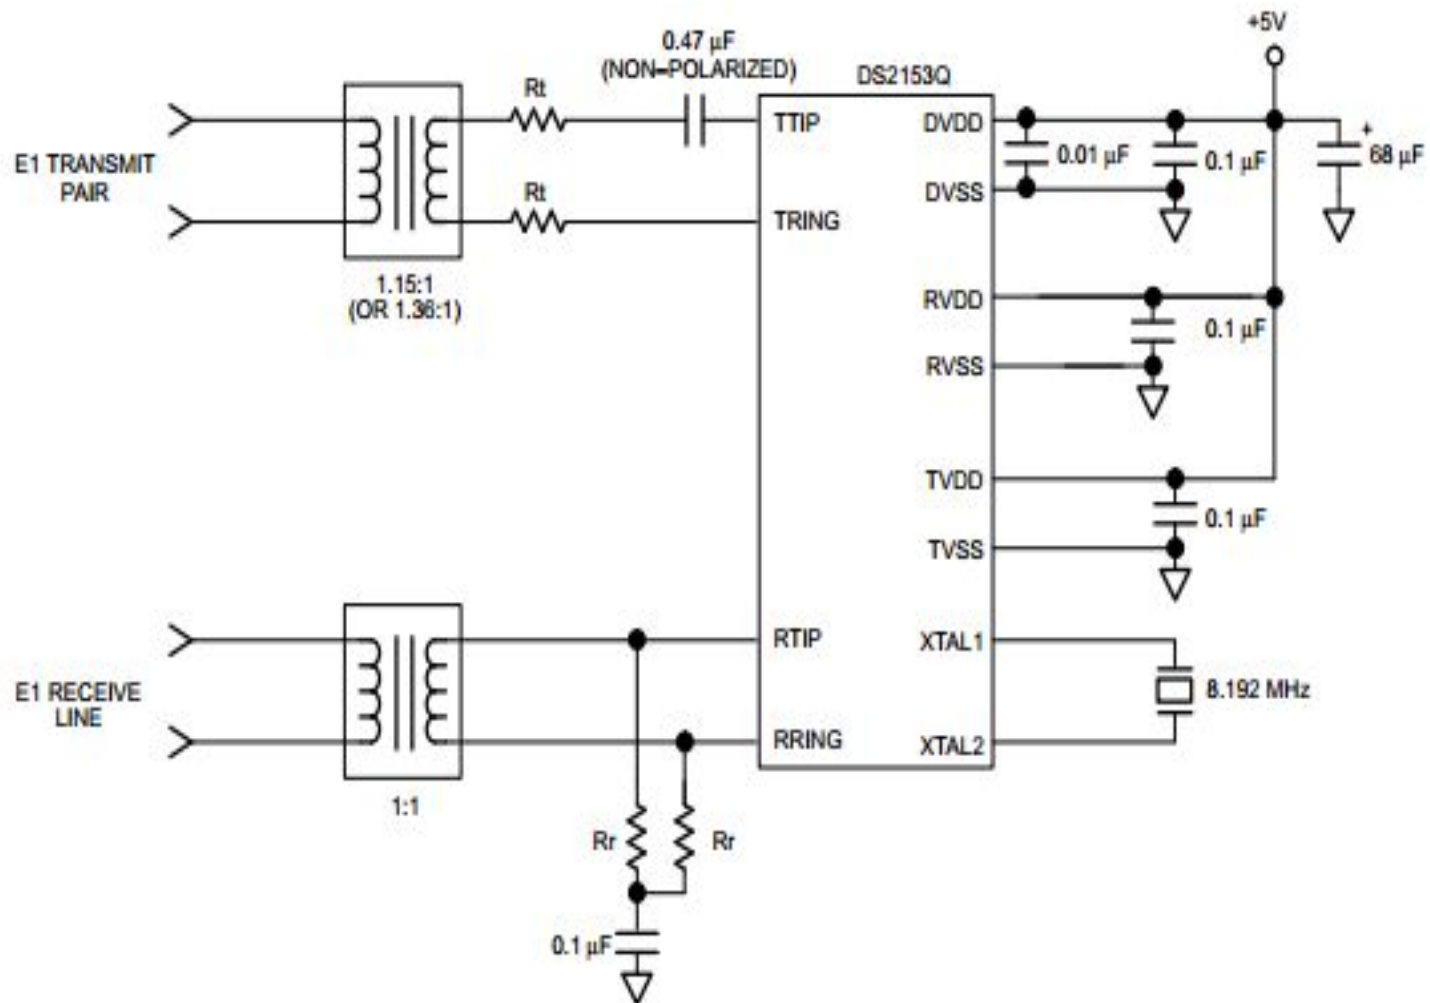 +5V
0.47 µF
(NON-POLARIZED)
DS2153Q
Rt
TTIP
DVDD
+
0.01 µF
0.1 µF
68 µF
E1 TRANSMIT
PAIR
Rt
DVSS
TRING
1.15:1
(OR 1.36:1)
RVDD
0.1 µF
RVSS
TVDD
0.1 µF
TVSS
RTIP
XTAL1
E1 RECEIVE
LINE
8.192 MHz
RRING
XTAL2
1:1
Rr
Rr
0.1 µF